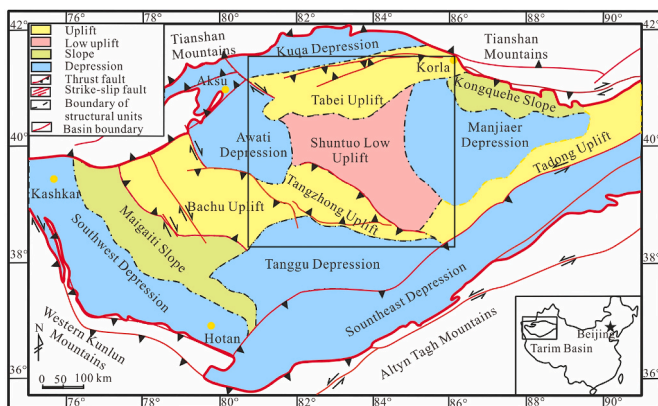 76° 78° 80° 82° 84° 86° 88° 90°
42°
Uplift
Low uplift
Slope
Depression
Thrust fault
Strike-slip fault
Boundary of
structural units
Basin boundary
Tianshan
Mountains
Kuqa Depression
Tianshan
Mountains
42°
Aksu
Korla
Kongquehe Slope
Tabei Uplift
40°
Awati
Depression
Shuntuo Low
Uplift
Manjiaer
Depression
Tadong Uplift
40°
Kashkar
Bachu Uplift
Tangzhong Uplift
Maigaiti Slope
Southwest Depression
38°
Tanggu Depression
Sountheast Depression
38°
Hotan
Western Kunlun
Mountains
Altyn Tagh Mountains
N
Beijing
Tarim Basin
36°
0 50 100 km
36°
76° 78° 80° 82° 84° 86° 88° 90